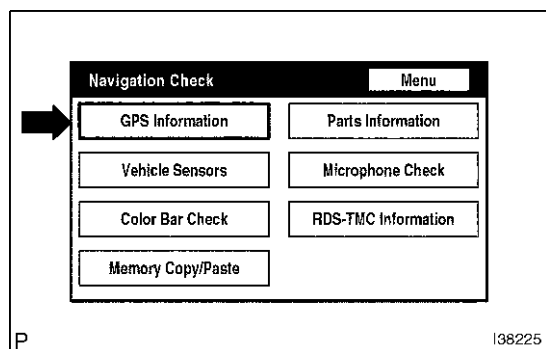 Navigation Check Menu
GPS Information Parts Information
Vehicle Sensors Microphone Check
Color Bar Check RDS-TMC Information
Memory Copy/Paste
P I38225